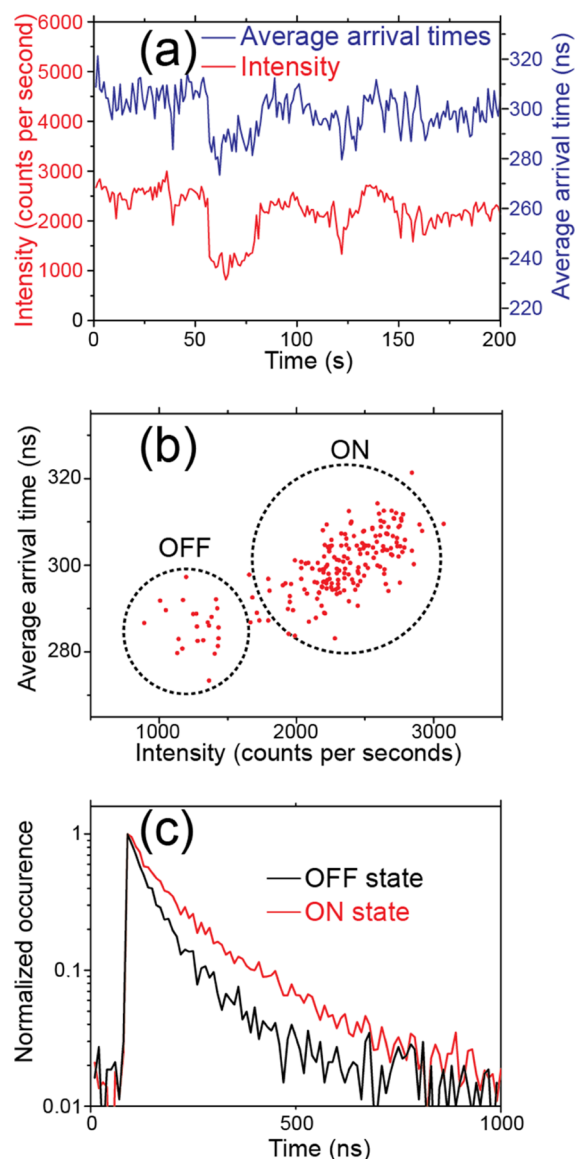 (a)
Average arrival times
Intensity
Intensity (counts per second)
6000
5000
4000
3000
2000
1000
0
320
300
280
260
240
220
Average arrival time (ns)
0
50
100
150
200
Time (s)
(b)
ON
OFF
Average arrival time (ns)
320
300
280
1000
2000
3000
Intensity (counts per seconds)
(c)
OFF state
ON state
Normalized occurence
1
0.1
0.01
0
500
1000
Time (ns)